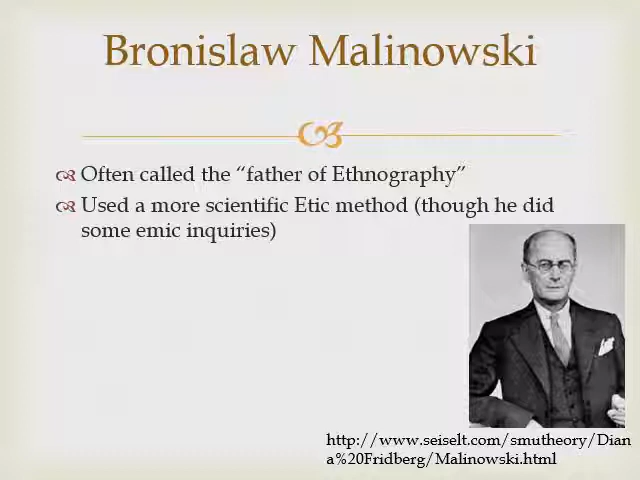 Bronislaw Malinowski
Often called the “father of Ethnography”
Used a more scientific Etic method (though he did
some emic inquiries)
http://www.seiselt.com/smutheory/Dian
a%20Fridberg/Malinowski.html